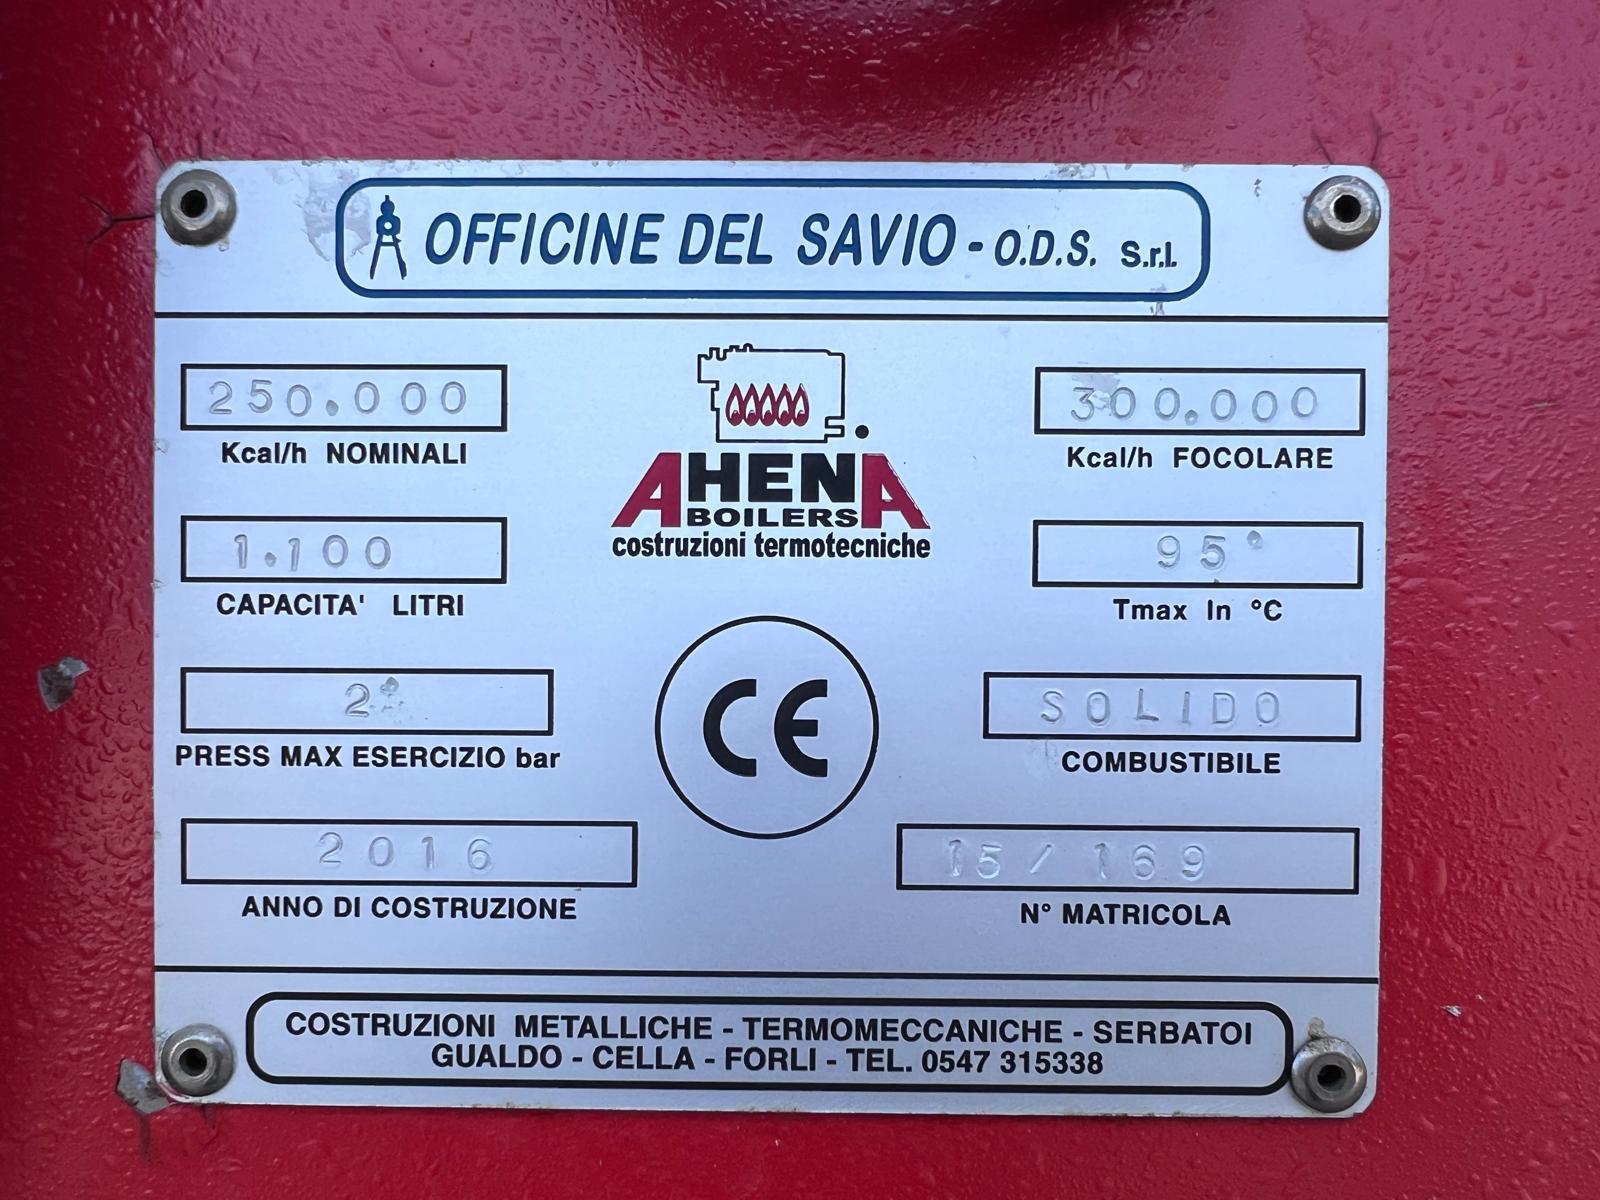 OFFICINE DEL SAVIO - O.D.S. S.r.l.
250.000
Kcal/h NOMINALI
300.000
Kcal/h FOCOLARE
AHENA
BOILERS
costruzioni termotecniche
1.100
CAPACITA' LITRI
95°
Tmax In °C
2°
PRESS MAX ESERCIZIO bar
CE
SOLIDO
COMBUSTIBILE
2016
ANNO DI COSTRUZIONE
15/169
N° MATRICOLA
COSTRUZIONI METALLICHE - TERMOMECCANICHE - SERBATOI
GUALDO - CELLA - FORLI - TEL. 0547 315338